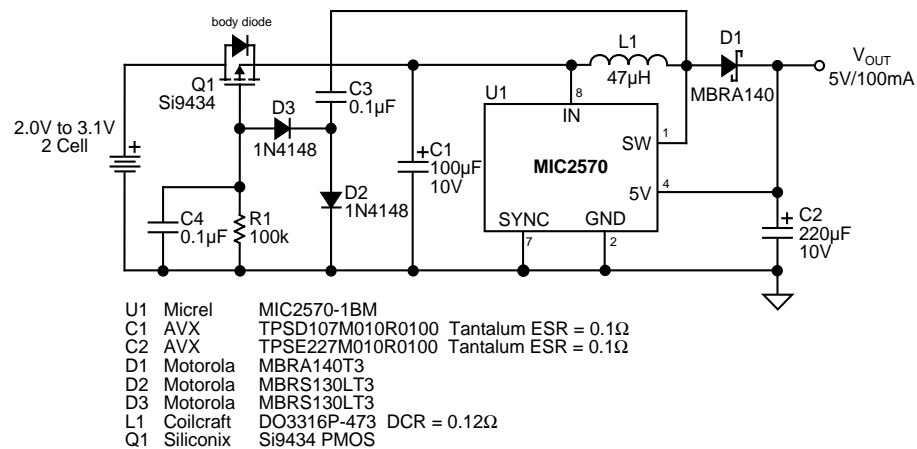 body diode
Q1
Si9434
2.0V to 3.1V
2 Cell
+
C4
0.1µF
R1
100k
D3
1N4148
C3
0.1µF
D2
1N4148
+
C1
100µF
10V
U1
L1
47µH
8
IN
MIC2570
SW
1
5V
4
SYNC
7
GND
2
D1
MBRA140
VOUT
5V/100mA
+
C2
220µF
10V
U1 Micrel MIC2570-1BM
C1 AVX TPSD107M010R0100 Tantalum ESR = 0.1Ω
C2 AVX TPSE227M010R0100 Tantalum ESR = 0.1Ω
D1 Motorola MBRA140T3
D2 Motorola MBRS130LT3
D3 Motorola MBRS130LT3
L1 Coilcraft DO3316P-473 DCR = 0.12Ω
Q1 Siliconix Si9434 PMOS